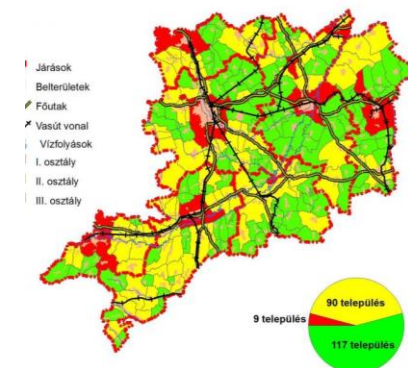 Járások
Belterületek
Főutak
Vasút vonal
Vízfolyások
I. osztály
II. osztály
III. osztály
90 település
9 település
117 település